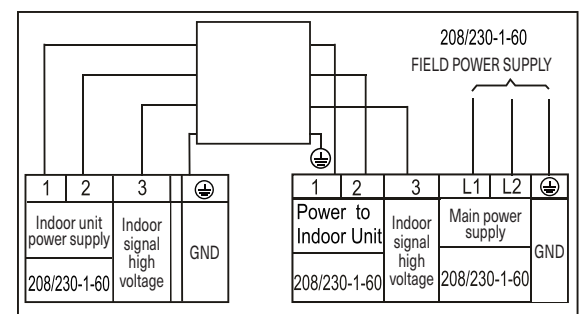 208/230-1-60
FIELD POWER SUPPLY
1 2 3
1 2 3 L1 L2
Indoor unit
power supply
208/230-1-60
Indoor
signal
high
voltage
GND
Power to
Indoor Unit
208/230-1-60
Indoor
signal
high
voltage
Main power
supply
208/230-1-60
GND